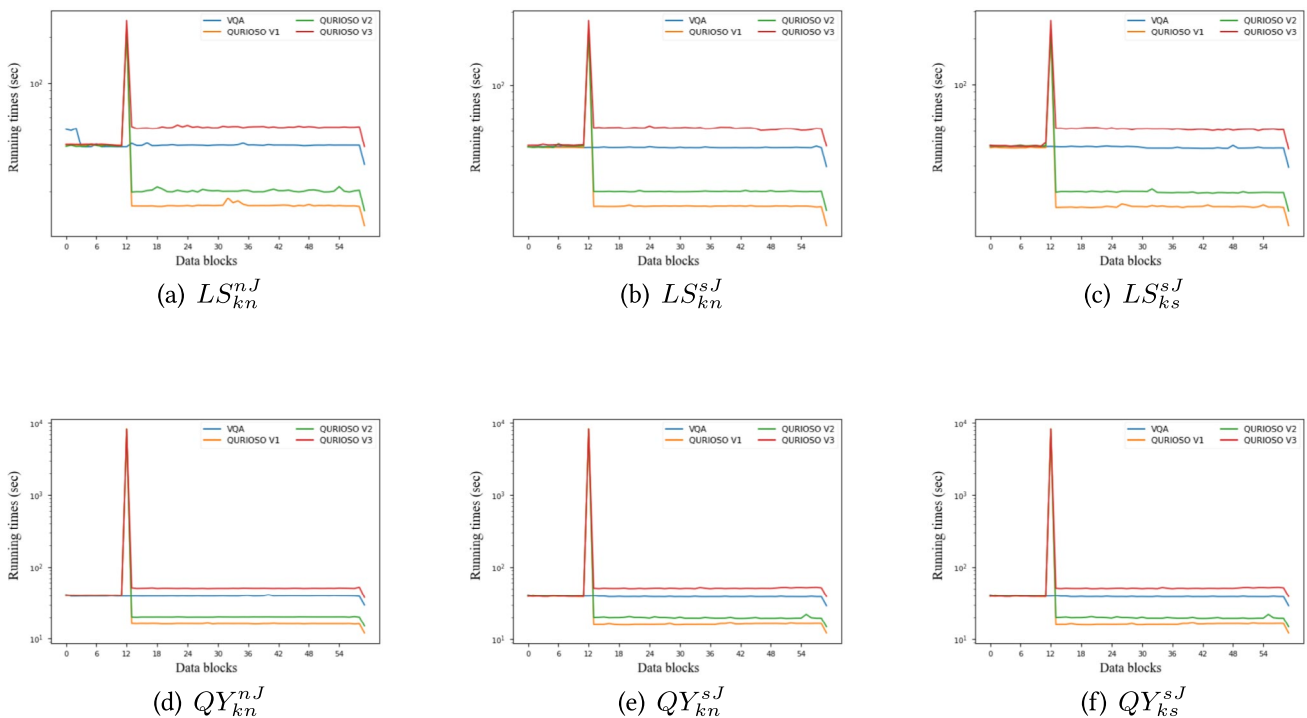 VQA QURIOSO V2
QURIOSO V1 QURIOSO V3
Running times (sec)
10²
0 6 12 18 24 30 36 42 48 54
Data blocks
(a) LS_{kn}^{nJ}
VQA QURIOSO V2
QURIOSO V1 QURIOSO V3
Running times (sec)
10²
0 6 12 18 24 30 36 42 48 54
Data blocks
(b) LS_{kn}^{sJ}
VQA QURIOSO V2
QURIOSO V1 QURIOSO V3
Running times (sec)
10²
0 6 12 18 24 30 36 42 48 54
Data blocks
(c) LS_{ks}^{sJ}
VQA QURIOSO V2
QURIOSO V1 QURIOSO V3
Running times (sec)
10⁴
10³
10²
10¹
0 6 12 18 24 30 36 42 48 54
Data blocks
(d) QY_{kn}^{nJ}
VQA QURIOSO V2
QURIOSO V1 QURIOSO V3
Running times (sec)
10⁴
10³
10²
10¹
0 6 12 18 24 30 36 42 48 54
Data blocks
(e) QY_{kn}^{sJ}
VQA QURIOSO V2
QURIOSO V1 QURIOSO V3
Running times (sec)
10⁴
10³
10²
10¹
0 6 12 18 24 30 36 42 48 54
Data blocks
(f) QY_{ks}^{sJ}